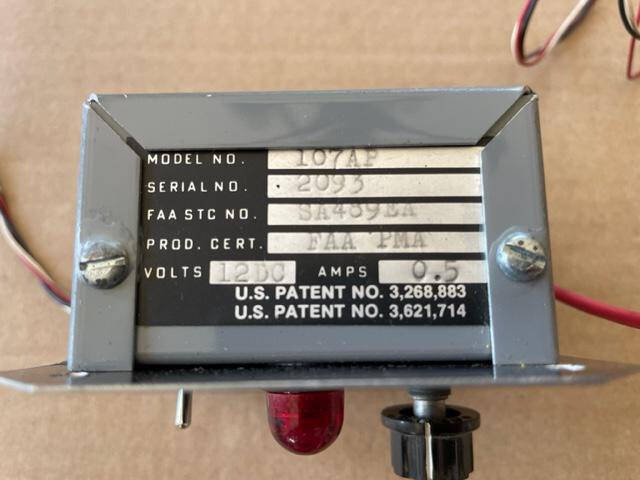 MODEL NO. 107AP
SERIAL NO. 2093
FAA STC NO. SA489EA
PROD. CERT. FAA PMA
VOLTS 12DC AMPS 0.5
U.S. PATENT NO. 3,268,883
U.S. PATENT NO. 3,621,714